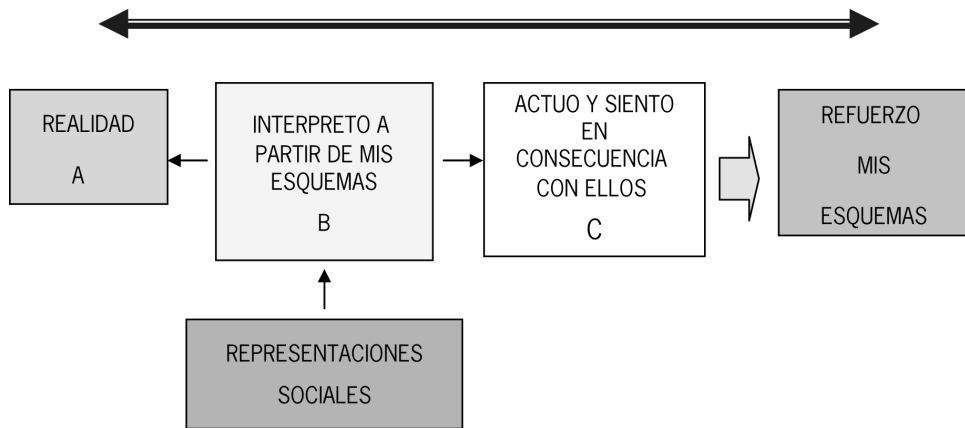 REALIDAD
A
INTERPRETO A
PARTIR DE MIS
ESQUEMAS
B
ACTUO Y SIENTO
EN
CONSECUENCIA
CON ELLOS
C
REFUERZO
MIS
ESQUEMAS
REPRESENTACIONES
SOCIALES